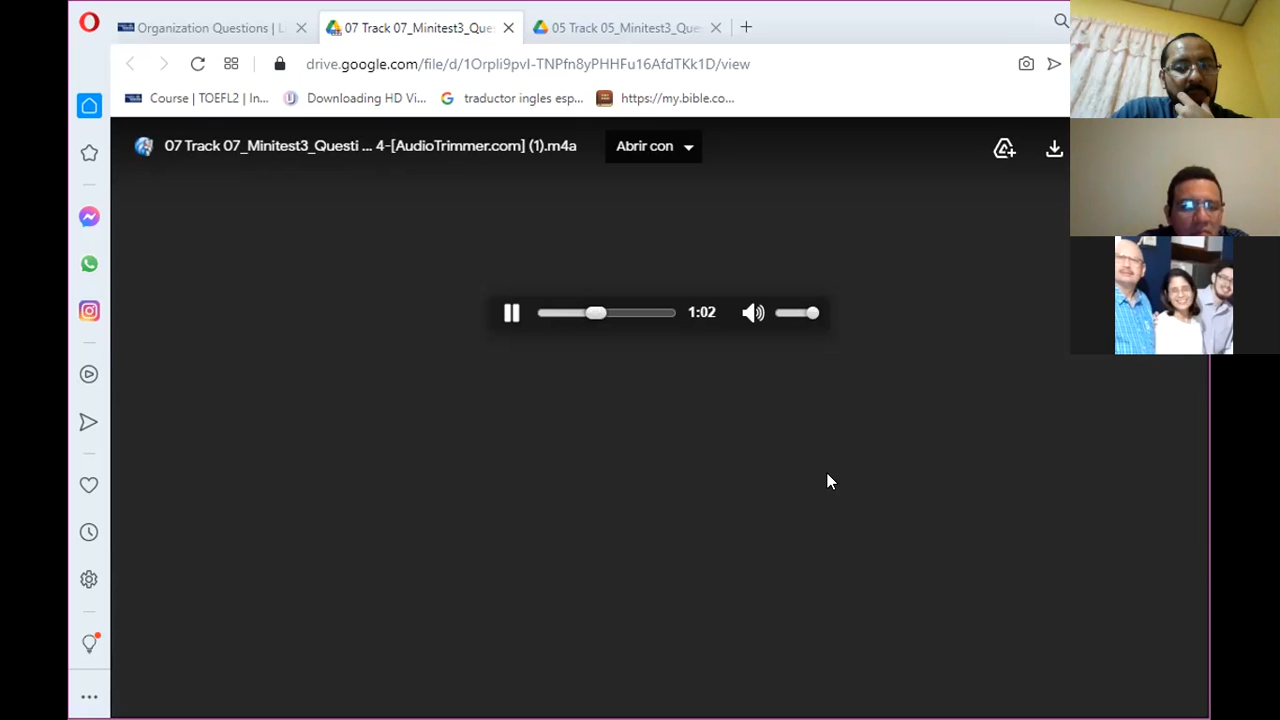 Organization Questions | L
07 Track 07_Minitest3_Que
05 Track 05_Minitest3_Que
drive.google.com/file/d/1Orpli9pvI-TNPfn8yPHHFu16AfdTKk1D/view
Course | TOEFL2 | In...
Downloading HD Vi...
traductor ingles esp...
https://my.bible.co...
07 Track 07_Minitest3_Questi ... 4-[AudioTrimmer.com] (1).m4a
Abrir con
1:02